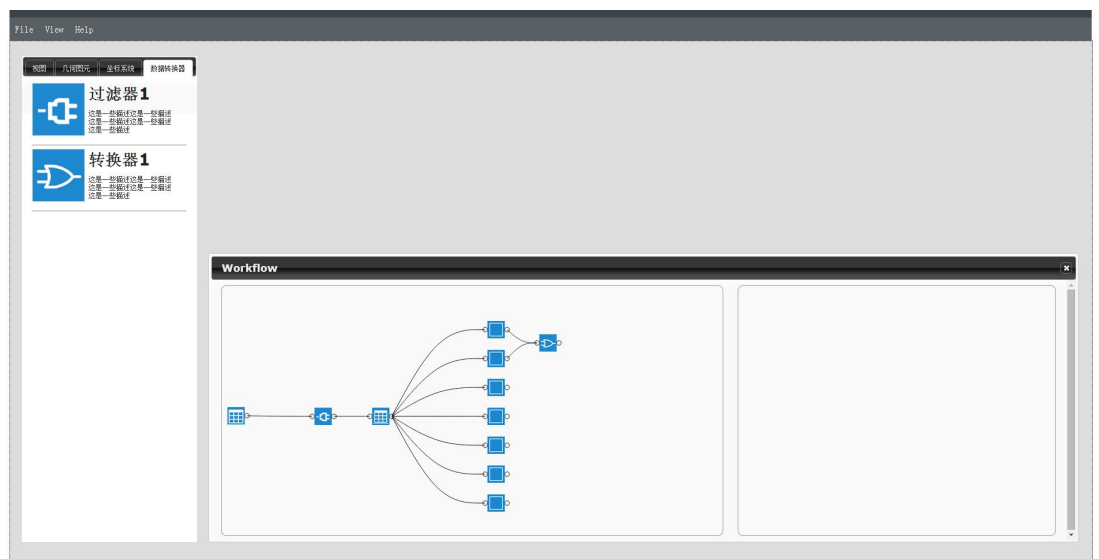 File View Help
视图 几何图元 坐标系统 数据转换器
过滤器1
这是一些描述这是一些描述
这是一些描述这是一些描述
这是一些描述
转换器1
这是一些描述这是一些描述
这是一些描述这是一些描述
这是一些描述
Workflow